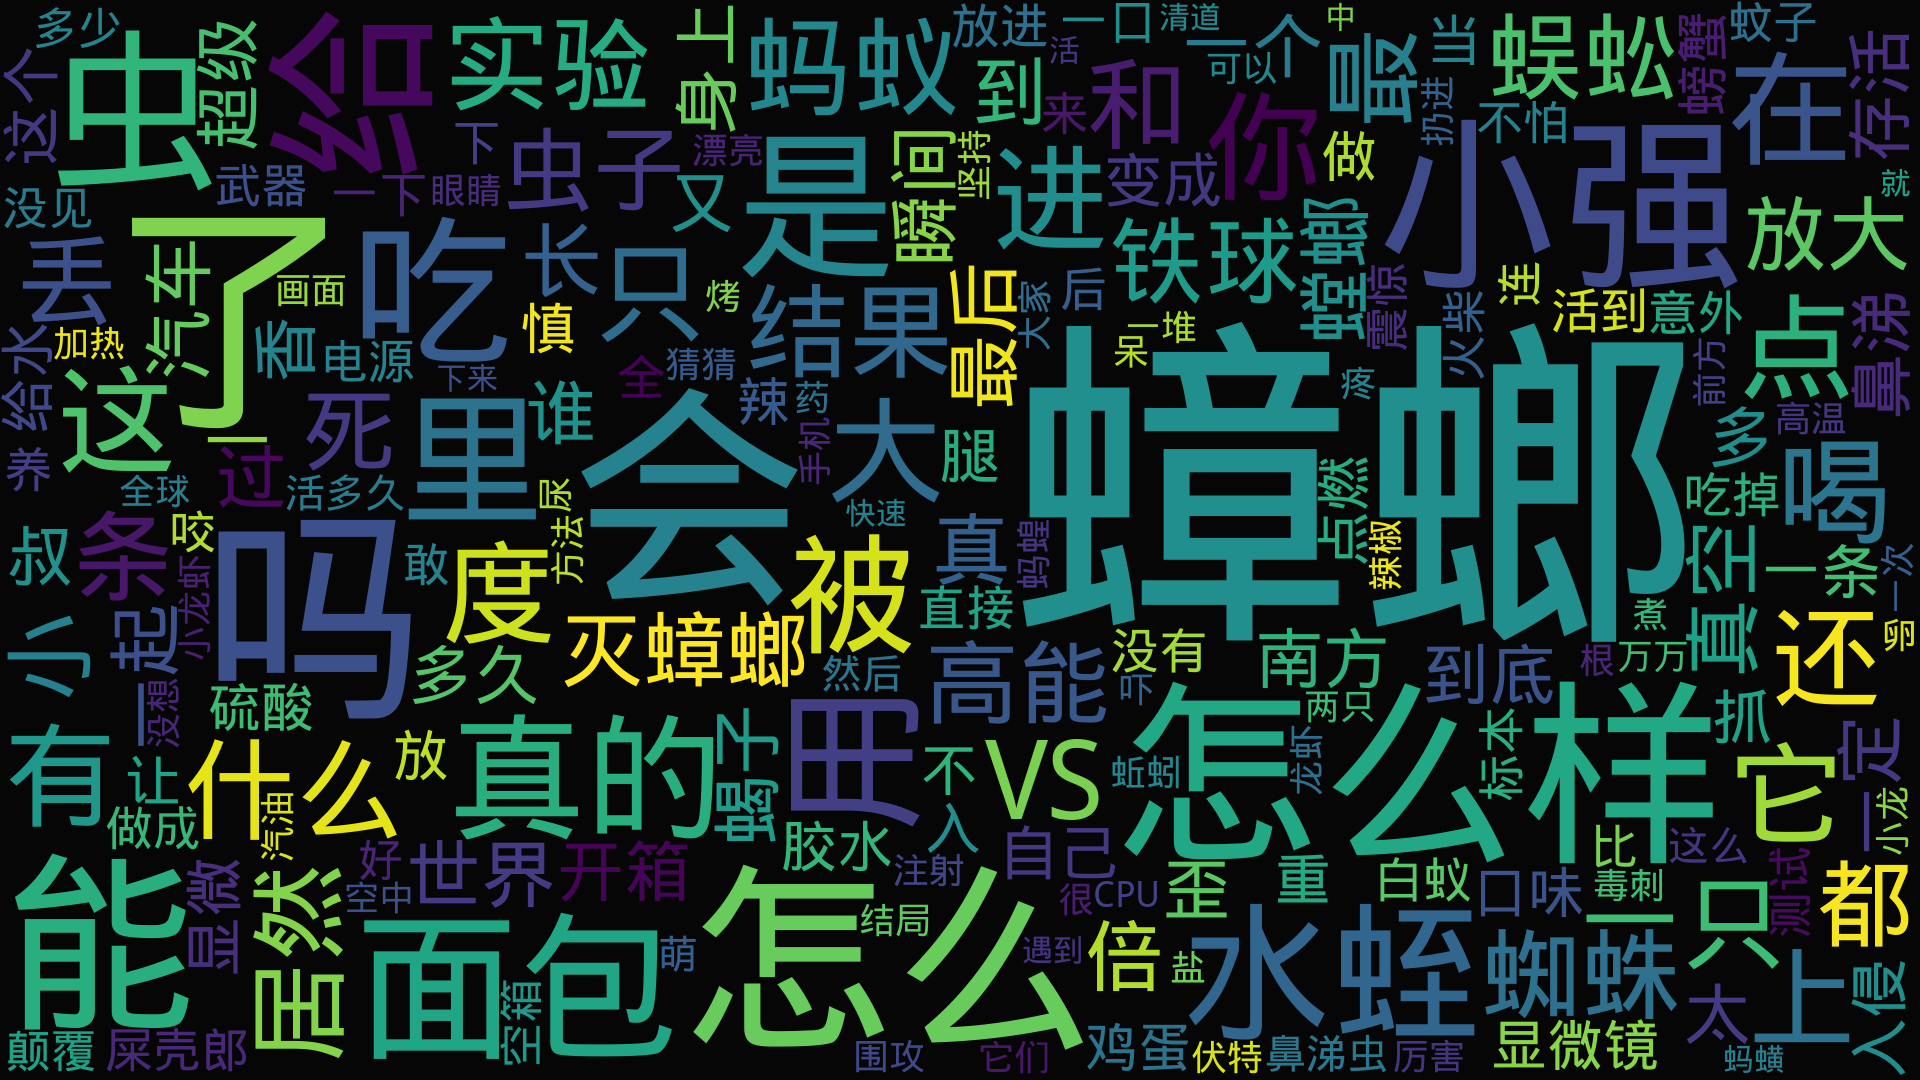 多少
虫
超级
给
实验
身上
蚂蚁
放进
一口
清道
个
中
最
当
蜈蚣
螃蟹
蚊子
存活
这个
活
到
可以
扔进
在
不怕
来
和
你
做
小强
没见
武器
一下
眼睛
下
虫子
漂亮
又
是
瞬间
坚持
进
变成
就
丢
汽车
了
画面
吃
长
只
烤
结果
最后
大家
后
铁球
螳螂
震惊
火柴
连
活到
意外
放大
给水
加热
香
电源
慎
下来
全
猜猜
辣
药
呆
一堆
疼
前方
点
鼻涕
这
一
过
死
里
谁
会
手机
大
腿
蟑螂
高温
多
养
全球
活多久
尿
快速
点燃
辣椒
吃掉
喝
叔
条
咬
小龙虾
吗
敢
方法
度
被
真
直接
蚂蝗
真空
一条
一次
煮
卵
小
一起
没想
硫酸
多久
灭蟑螂
然后
高能
没有
吓
南方
到底
根
万万
还
抓
有
让
做成
什么
汽油
放
真的
蝎子
用
不
VS
蚯蚓
两只
龙虾
怎么样
标本
它
一定
小龙
能
显微
居然
好
空中
世界
开箱
胶水
入
注射
自己
很
CPU
歪
重
白蚁
比
口味
这么
毒刺
一
测试
只
都
颠覆
屎壳郎
面包
空箱
萌
怎么
结局
围攻
遇到
它们
倍
盐
鸡蛋
水蛭
伏特
鼻涕虫
蜘蛛
厉害
显微镜
太
上
蚂蟥
入侵